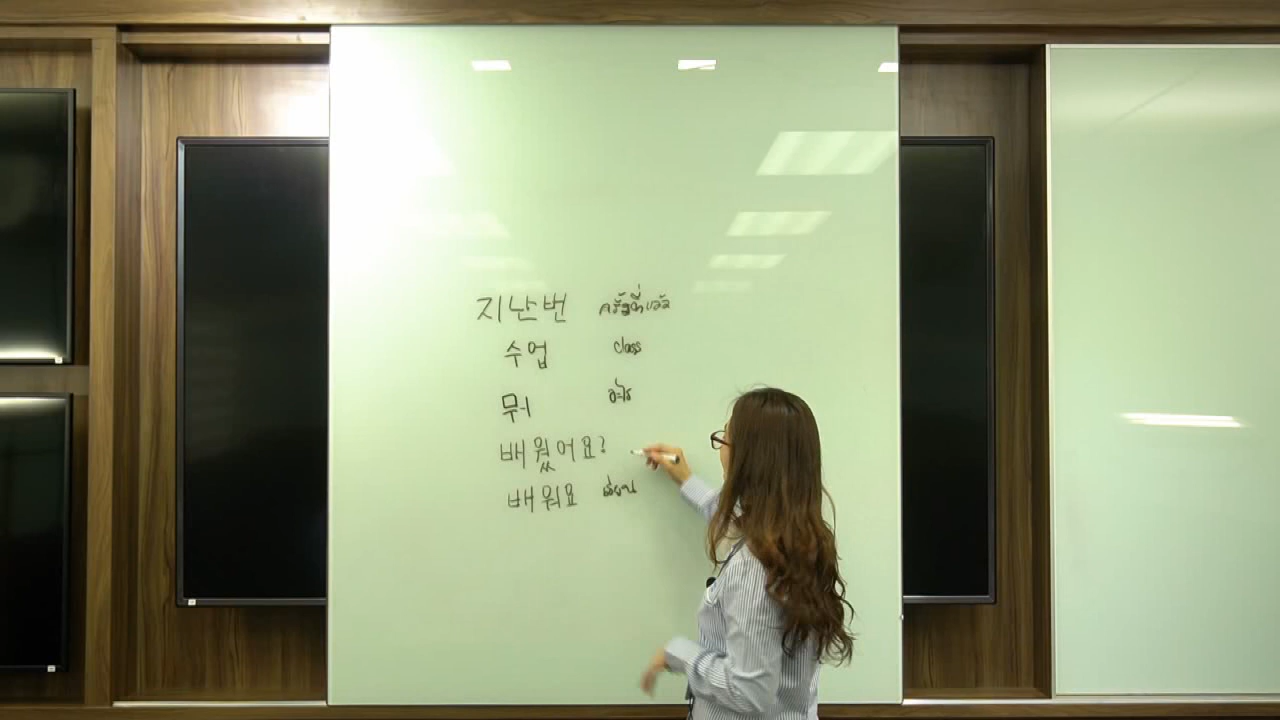 지난번 ครั้งที่แล้ว
수업 class
뭐 อะไร
배웠어요?
배워요 เรียน